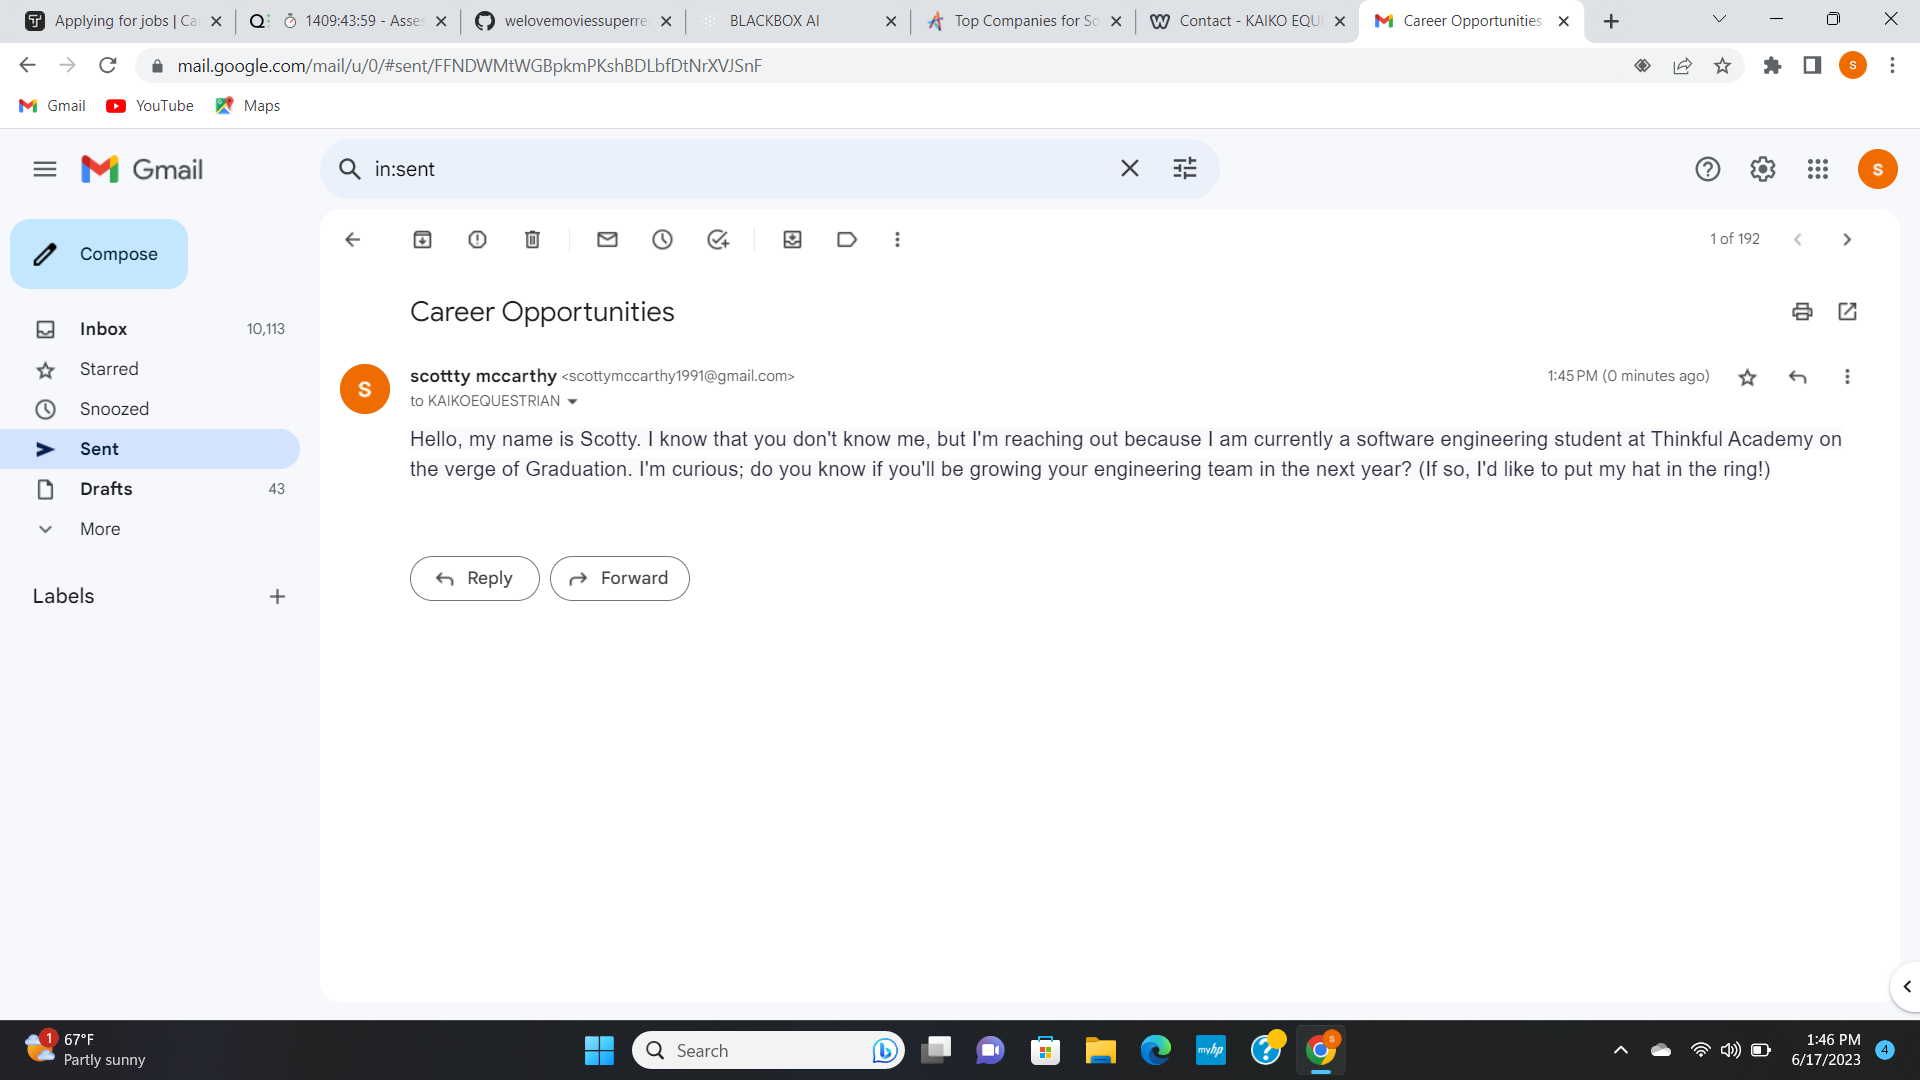 Applying for jobs | Ca
1409:43:59 - Asses
welovemoviessuperre
BLACKBOX AI
Top Companies for So
Contact - KAIKO EQUI
Career Opportunities
mail.google.com/mail/u/0/#sent/FFNDWMtWGBpkmPKshBDLbfDtNrXVJSnF
S
Gmail
YouTube
Maps
Gmail
in:sent
S
Compose
1 of 192
Career Opportunities
Inbox 10,113
Starred
Snoozed
Sent
Drafts 43
More
Labels
S
scottty mccarthy <scottymccarthy1991@gmail.com>
1:45 PM (0 minutes ago)
to KAIKOEQUESTRIAN
Hello, my name is Scotty. I know that you don't know me, but I'm reaching out because I am currently a software engineering student at Thinkful Academy on
the verge of Graduation. I'm curious; do you know if you'll be growing your engineering team in the next year? (If so, I'd like to put my hat in the ring!)
Reply
Forward
1
67°F
Partly sunny
Search
myhp
S
1:46 PM
6/17/2023
4